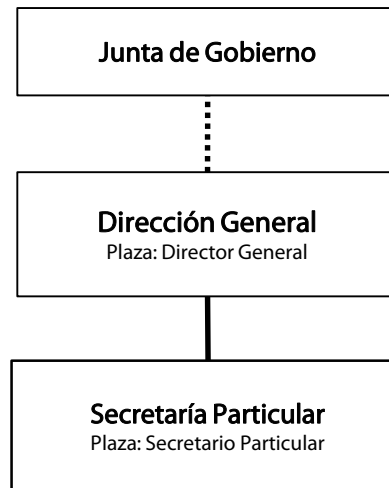 Junta de Gobierno
Dirección General
Plaza: Director General
Secretaría Particular
Plaza: Secretario Particular